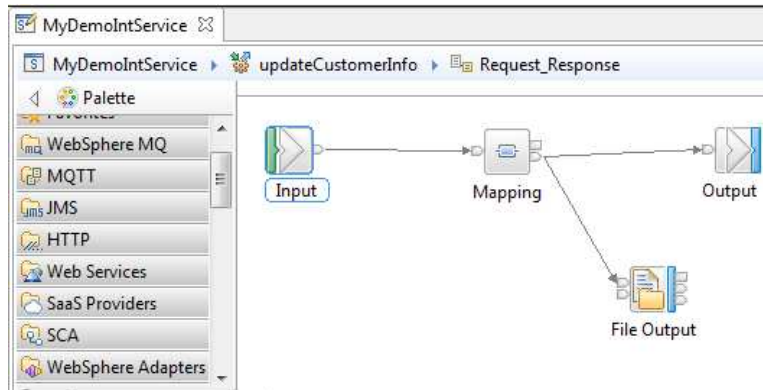 MyDemoIntService
MyDemoIntService updateCustomerInfo Request_Response
Palette
Favorites
WebSphere MQ
MQTT
JMS
HTTP
Web Services
SaaS Providers
SCA
WebSphere Adapters
Input
Mapping
Output
File Output